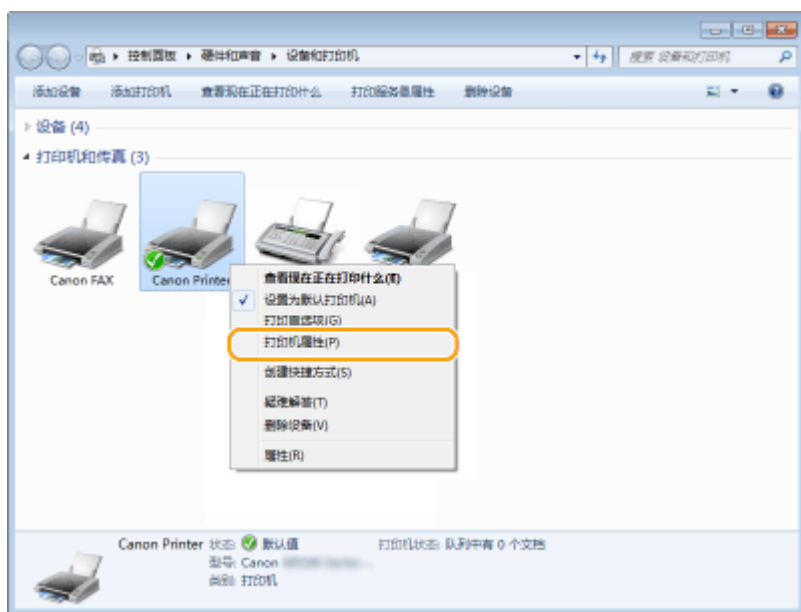 控制面板 ▸ 硬件和声音 ▸ 设备和打印机
搜索 设备和打印机
添加设备 添加打印机 查看现在正在打印什么 打印服务器属性 删除设备
设备 (4)
打印机和传真 (3)
Canon FAX Canon Printer
查看现在正在打印什么(E)
设置为默认打印机(A)
打印首选项(G)
打印机属性(P)
创建快捷方式(S)
疑难解答(T)
删除设备(V)
属性(R)
Canon Printer 状态: 默认值 打印机状态: 队列中有 0 个文档
型号: Canon
类别: 打印机